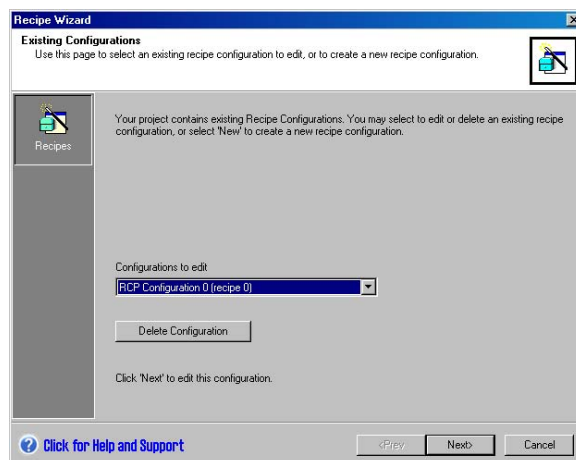 Recipe Wizard
Existing Configurations
Use this page to select an existing recipe configuration to edit, or to create a new recipe configuration.
Recipes
Your project contains existing Recipe Configurations. You may select to edit or delete an existing recipe
configuration, or select 'New' to create a new recipe configuration.
Configurations to edit
RCP Configuration 0 (recipe 0)
Delete Configuration
Click 'Next' to edit this configuration.
Click for Help and Support
<Prev
Next>
Cancel